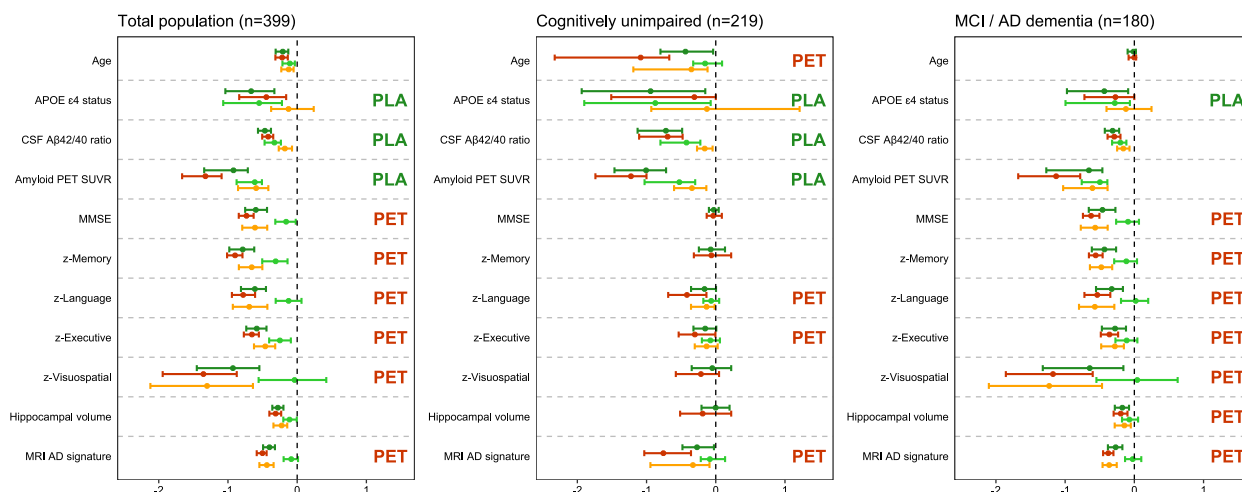 Total population (n=399)
Age
APOE ε4 status PLA
CSF Aβ42/40 ratio PLA
Amyloid PET SUVR PLA
MMSE PET
z-Memory PET
z-Language PET
z-Executive PET
z-Visuospatial PET
Hippocampal volume
MRI AD signature PET
-2 -1 0 1
Cognitively unimpaired (n=219)
Age PET
APOE ε4 status PLA
CSF Aβ42/40 ratio PLA
Amyloid PET SUVR PLA
MMSE
z-Memory
z-Language PET
z-Executive PET
z-Visuospatial
Hippocampal volume
MRI AD signature PET
-2 -1 0 1
MCI / AD dementia (n=180)
Age
APOE ε4 status PLA
CSF Aβ42/40 ratio
Amyloid PET SUVR
MMSE PET
z-Memory PET
z-Language PET
z-Executive PET
z-Visuospatial PET
Hippocampal volume PET
MRI AD signature PET
-2 -1 0 1